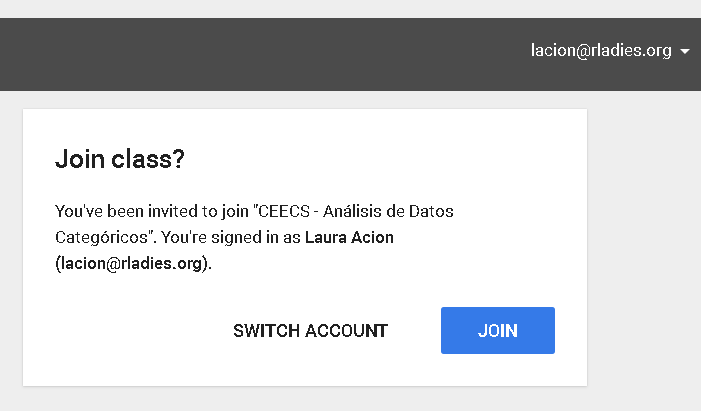 lacion@rladies.org
Join class?
You've been invited to join "CEECS - Análisis de Datos
Categóricos". You're signed in as Laura Acion
(lacion@rladies.org).
SWITCH ACCOUNT JOIN